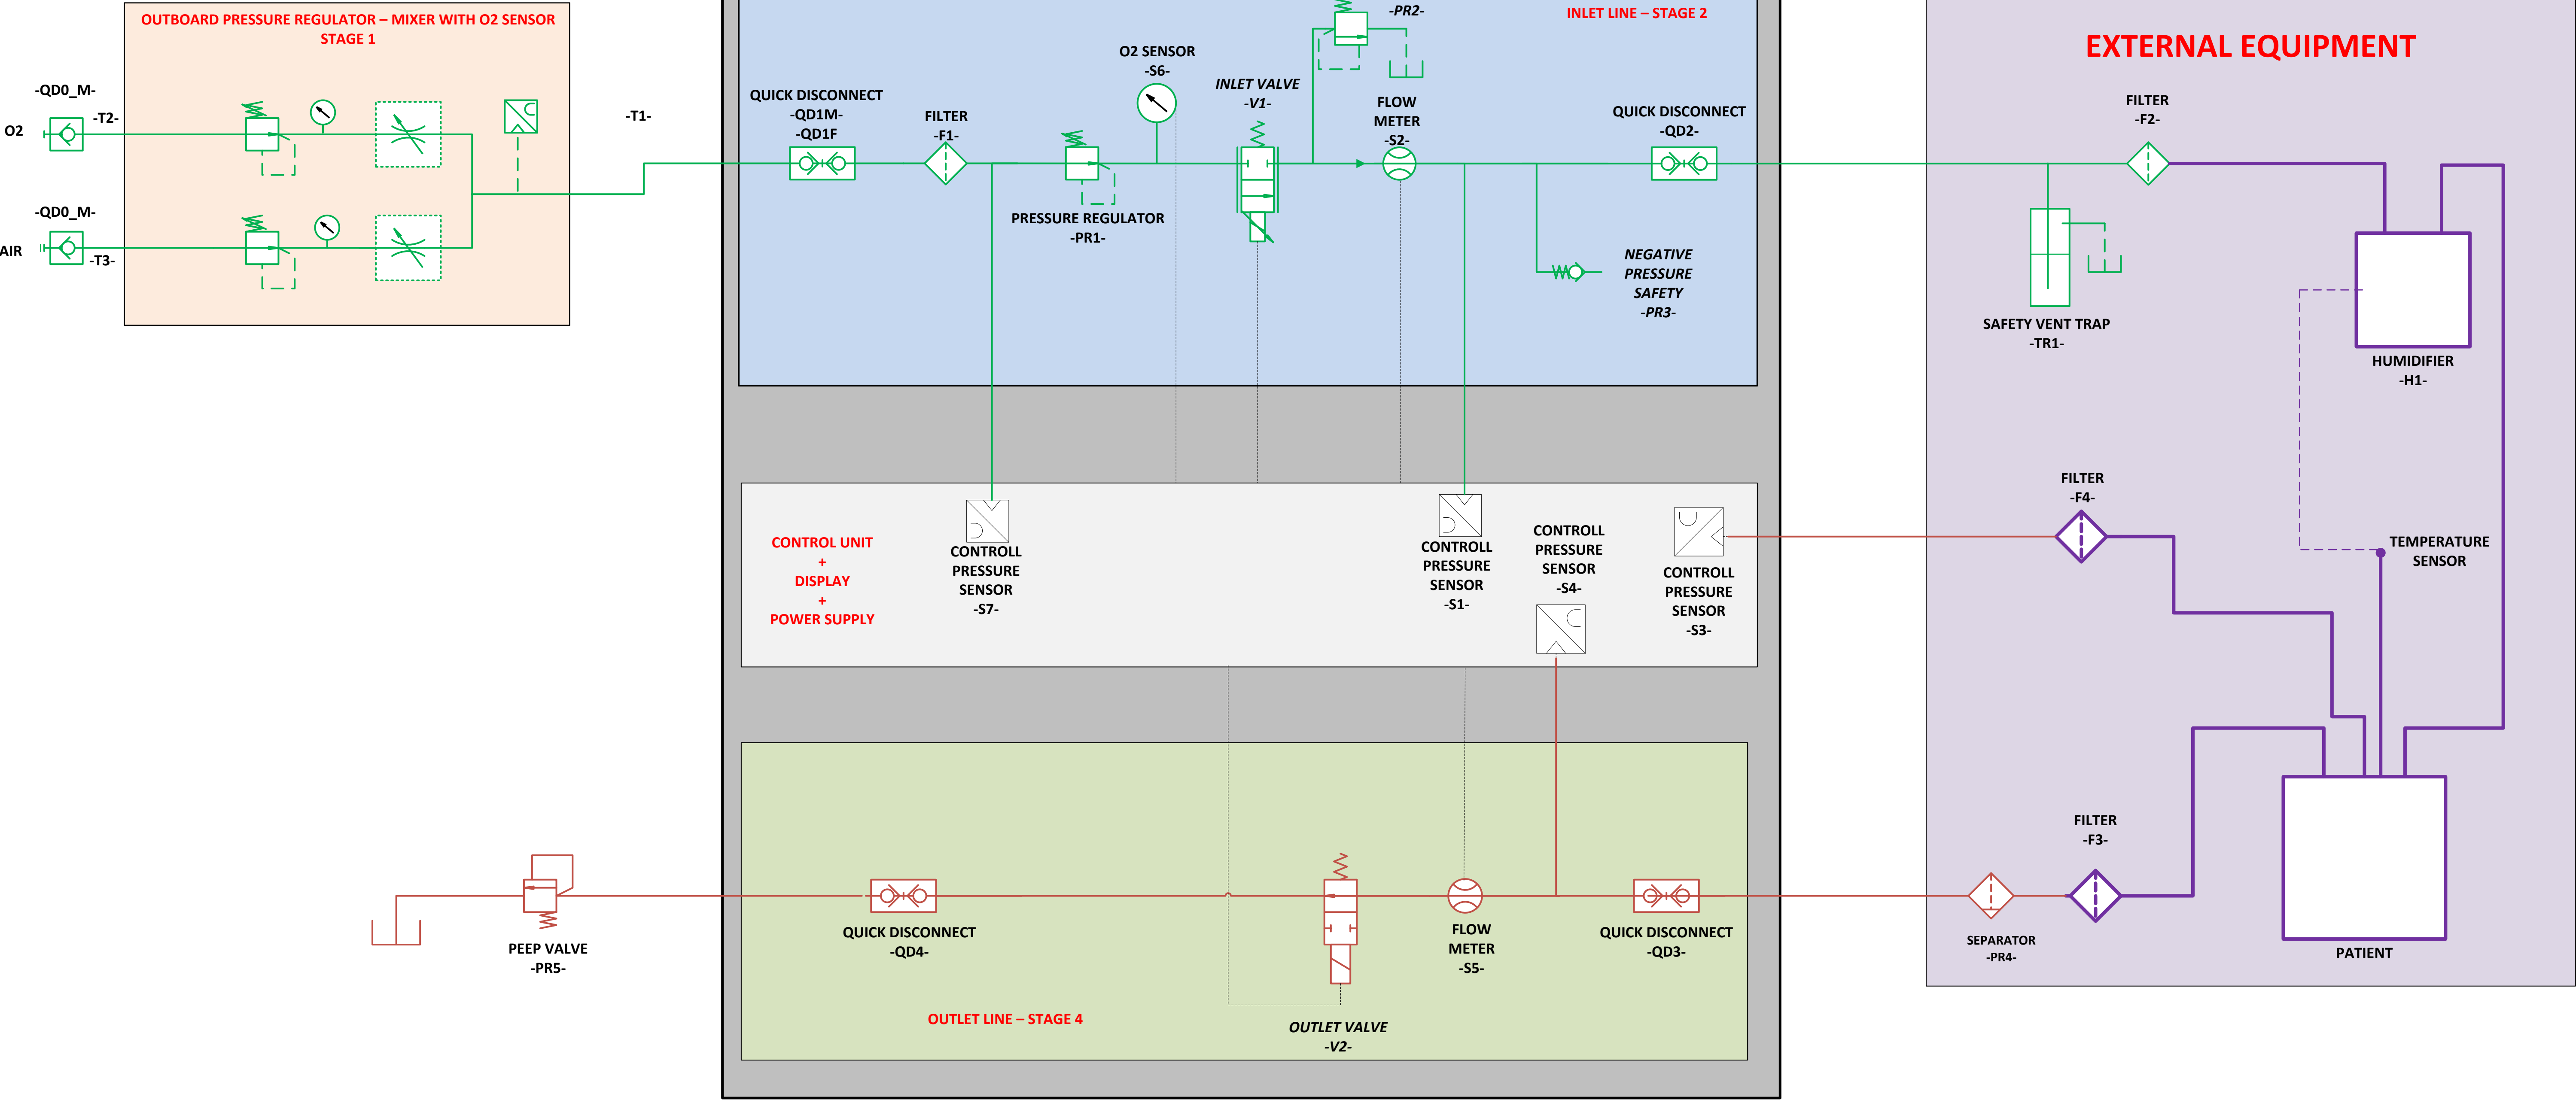 OUTBOARD PRESSURE REGULATOR – MIXER WITH O2 SENSOR
STAGE 1
-QD0_M-
-T2-
O2
-QD0_M-
AIR
-T3-
-T1-
INLET LINE – STAGE 2
-PR2-
O2 SENSOR
-S6-
INLET VALVE
-V1-
QUICK DISCONNECT
-QD1M-
-QD1F
FILTER
-F1-
FLOW
METER
-S2-
QUICK DISCONNECT
-QD2-
PRESSURE REGULATOR
-PR1-
NEGATIVE
PRESSURE
SAFETY
-PR3-
EXTERNAL EQUIPMENT
FILTER
-F2-
SAFETY VENT TRAP
-TR1-
HUMIDIFIER
-H1-
FILTER
-F4-
TEMPERATURE
SENSOR
CONTROL UNIT
+
DISPLAY
+
POWER SUPPLY
CONTROLL
PRESSURE
SENSOR
-S7-
CONTROLL
PRESSURE
SENSOR
-S1-
CONTROLL
PRESSURE
SENSOR
-S4-
CONTROLL
PRESSURE
SENSOR
-S3-
FILTER
-F3-
SEPARATOR
-PR4-
PATIENT
PEEP VALVE
-PR5-
QUICK DISCONNECT
-QD4-
FLOW
METER
-S5-
QUICK DISCONNECT
-QD3-
OUTLET LINE – STAGE 4
OUTLET VALVE
-V2-